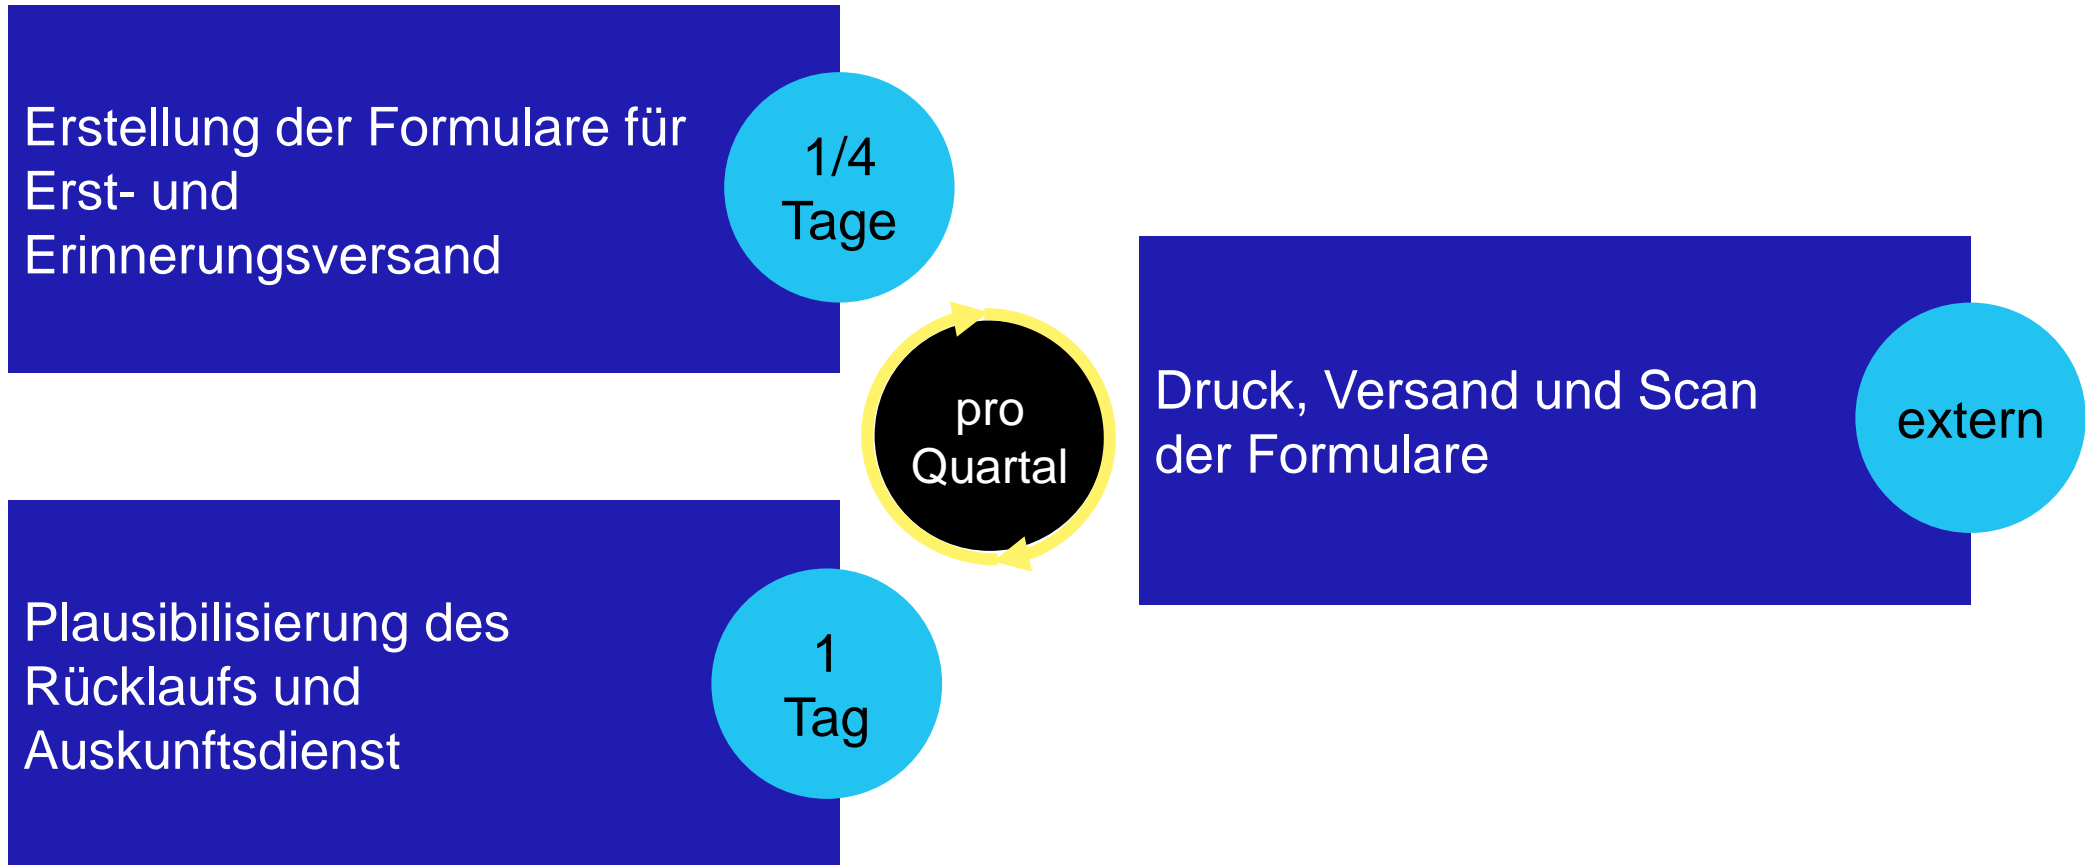 Erstellung der Formulare für
Erst- und
Erinnerungsversand
1/4
Tage
pro
Quartal
Druck, Versand und Scan
der Formulare
extern
Plausibilisierung des
Rücklaufs und
Auskunftsdienst
1
Tag